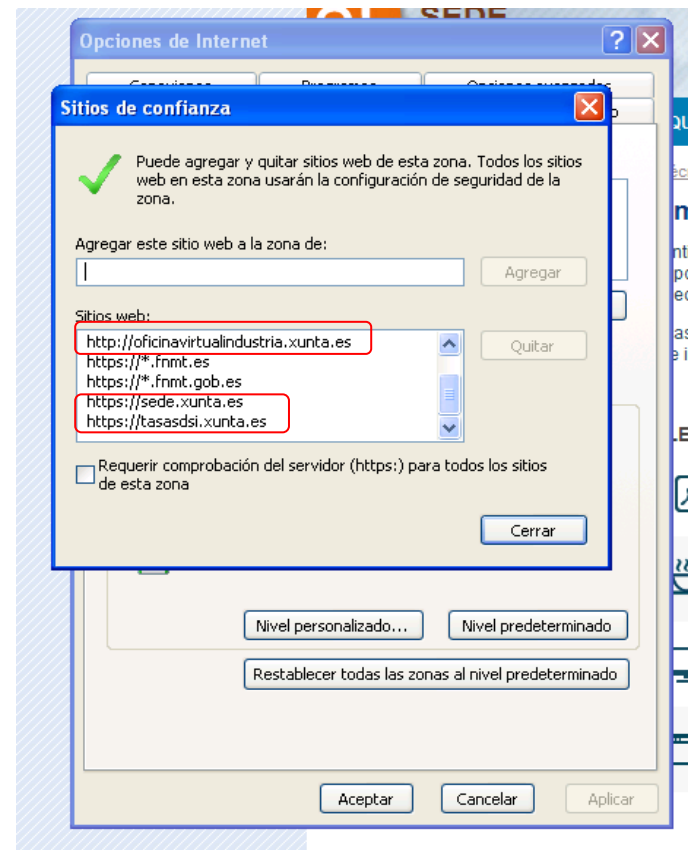 SEDE
Opciones de Internet
Conexiones Programas Opciones avanzadas
Sitios de confianza
Puede agregar y quitar sitios web de esta zona. Todos los sitios
web en esta zona usarán la configuración de seguridad de la
zona.
Agregar este sitio web a la zona de:
Agregar
Sitios web:
http://oficinavirtualindustria.xunta.es
https://*.fnmt.es
https://*.fnmt.gob.es
https://sede.xunta.es
https://tasasdsi.xunta.es
Quitar
Requerir comprobación del servidor (https:) para todos los sitios
de esta zona
Cerrar
Nivel personalizado... Nivel predeterminado
Restablecer todas las zonas al nivel predeterminado
Aceptar Cancelar Aplicar